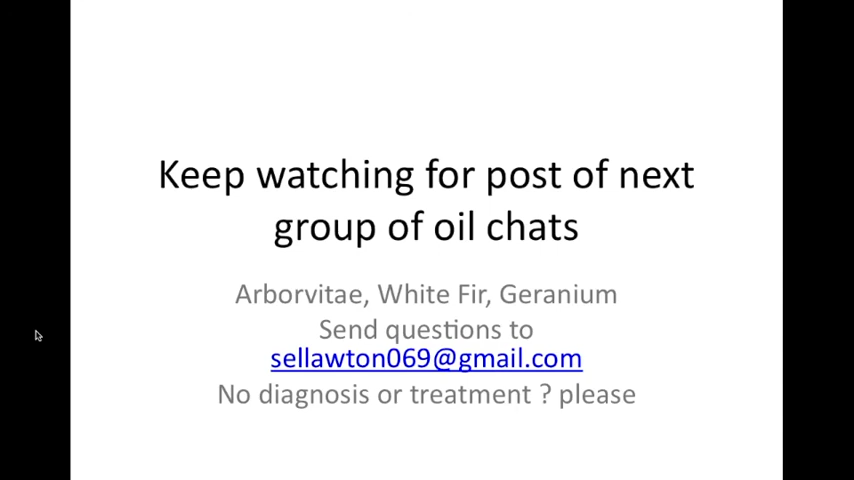 Keep watching for post of next
group of oil chats
Arborvitae, White Fir, Geranium
Send questions to
sellawton069@gmail.com
No diagnosis or treatment ? please